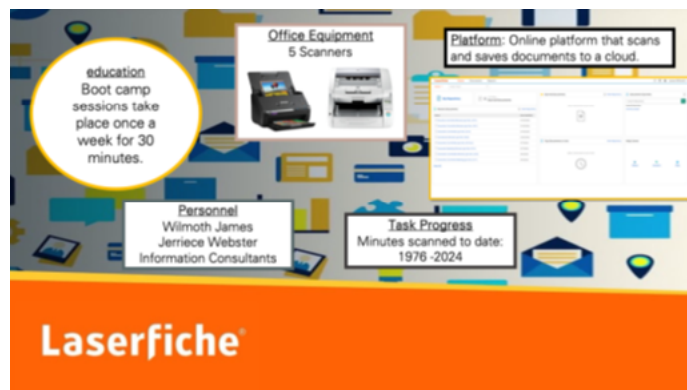 education
Boot camp
sessions take
place once a
week for 30
minutes.
Office Equipment
5 Scanners
Platform: Online platform that scans
and saves documents to a cloud.
Personnel
Wilmoth James
Jerriece Webster
Information Consultants
Task Progress
Minutes scanned to date:
1976 -2024
Laserfiche®